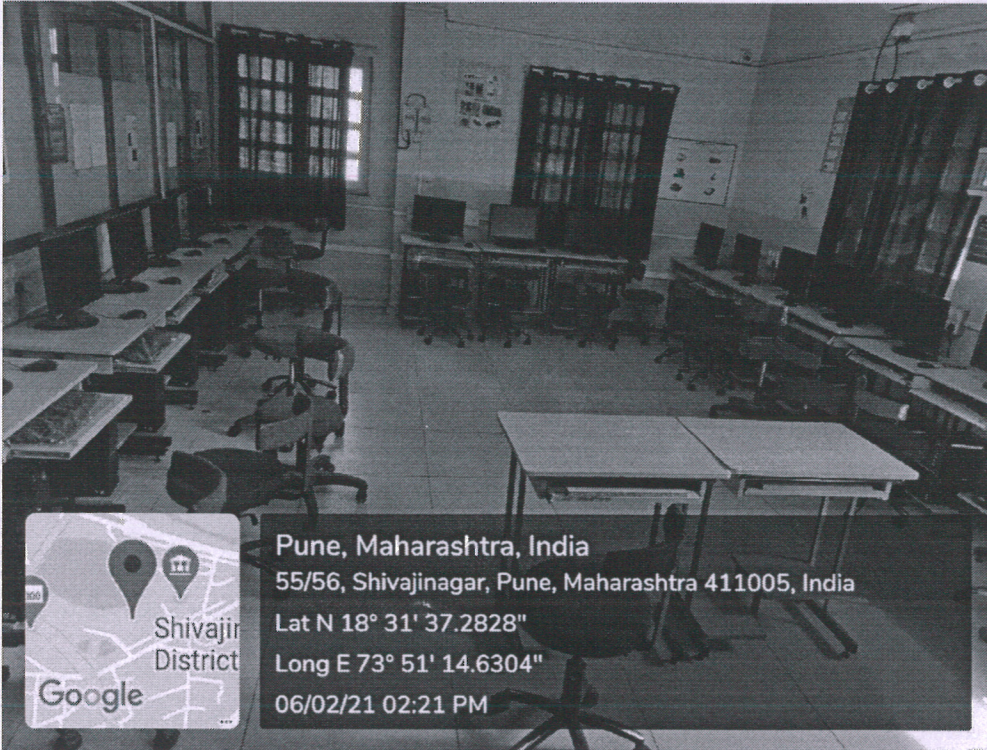 Pune, Maharashtra, India
55/56, Shivajinagar, Pune, Maharashtra 411005, India
Lat N 18° 31' 37.2828"
Long E 73° 51' 14.6304"
06/02/21 02:21 PM
Shivajir
District
Google